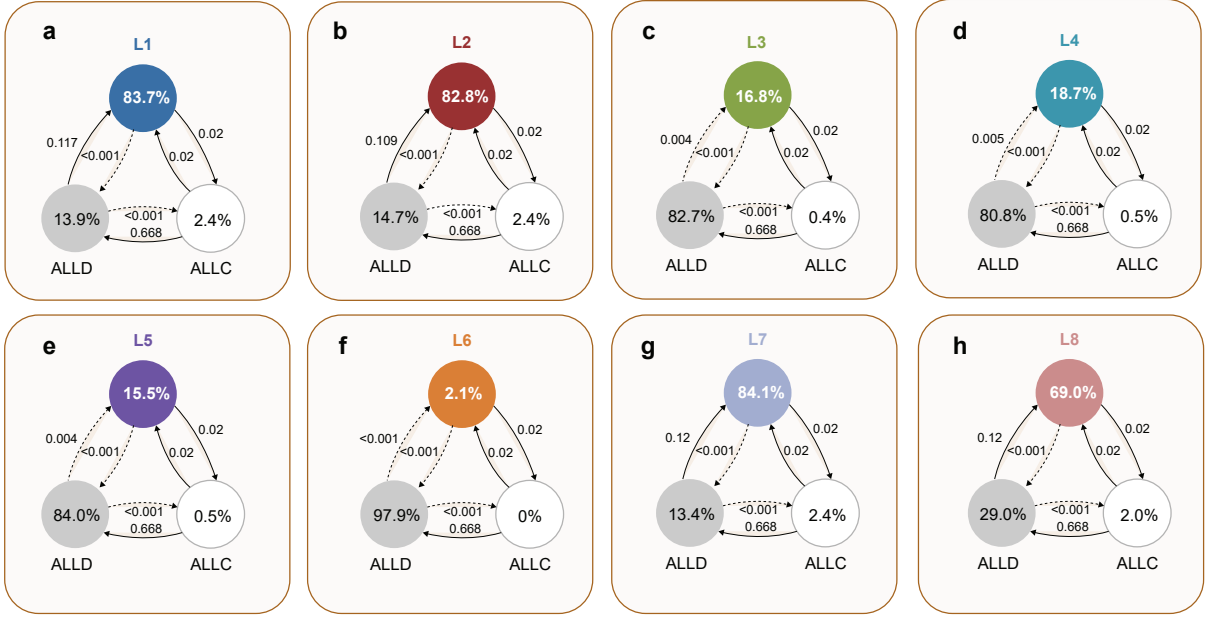 a
L1
83.7%
0.117
<0.001
0.02
0.02
13.9%
<0.001
0.668
2.4%
ALLD
ALLC
b
L2
82.8%
0.109
<0.001
0.02
0.02
14.7%
<0.001
0.668
2.4%
ALLD
ALLC
c
L3
16.8%
0.004
<0.001
0.02
0.02
82.7%
<0.001
0.668
0.4%
ALLD
ALLC
d
L4
18.7%
0.005
<0.001
0.02
0.02
80.8%
<0.001
0.668
0.5%
ALLD
ALLC
e
L5
15.5%
0.004
<0.001
0.02
0.02
84.0%
<0.001
0.668
0.5%
ALLD
ALLC
f
L6
2.1%
<0.001
<0.001
0.02
0.02
97.9%
<0.001
0.668
0%
ALLD
ALLC
g
L7
84.1%
0.12
<0.001
0.02
0.02
13.4%
<0.001
0.668
2.4%
ALLD
ALLC
h
L8
69.0%
0.12
<0.001
0.02
0.02
29.0%
<0.001
0.668
2.0%
ALLD
ALLC